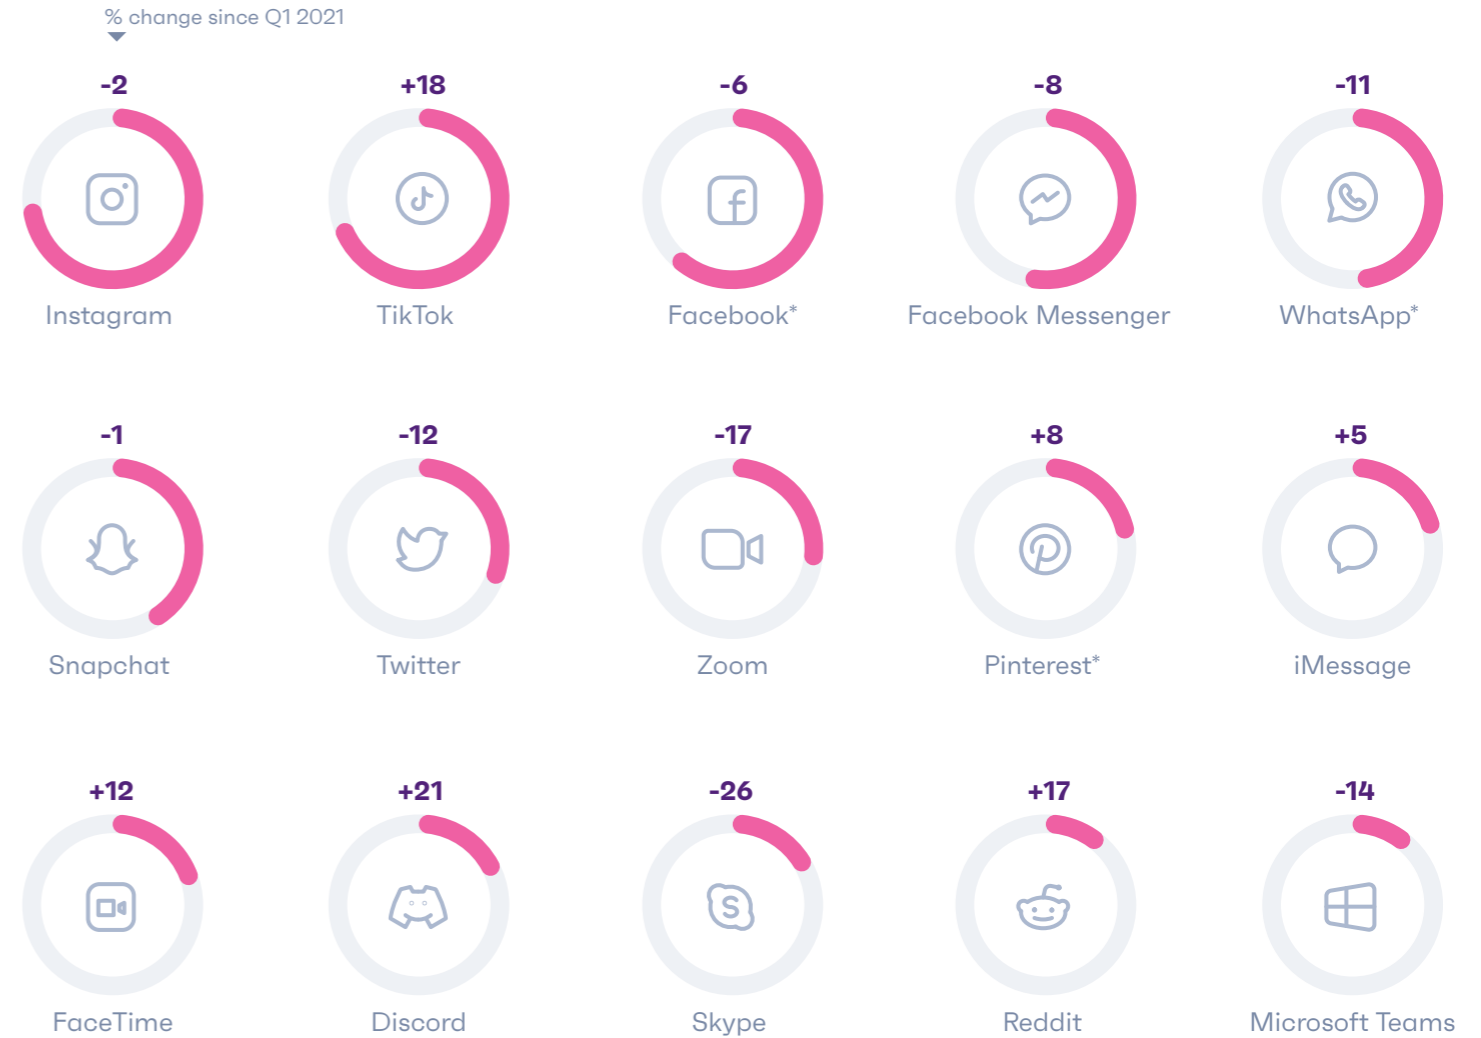 % change since Q1 2021
-2 +18 -6 -8 -11
Instagram TikTok Facebook* Facebook Messenger WhatsApp*
-1 -12 -17 +8 +5
Snapchat Twitter Zoom Pinterest* iMessage
+12 +21 -26 +17 -14
FaceTime Discord Skype Reddit Microsoft Teams